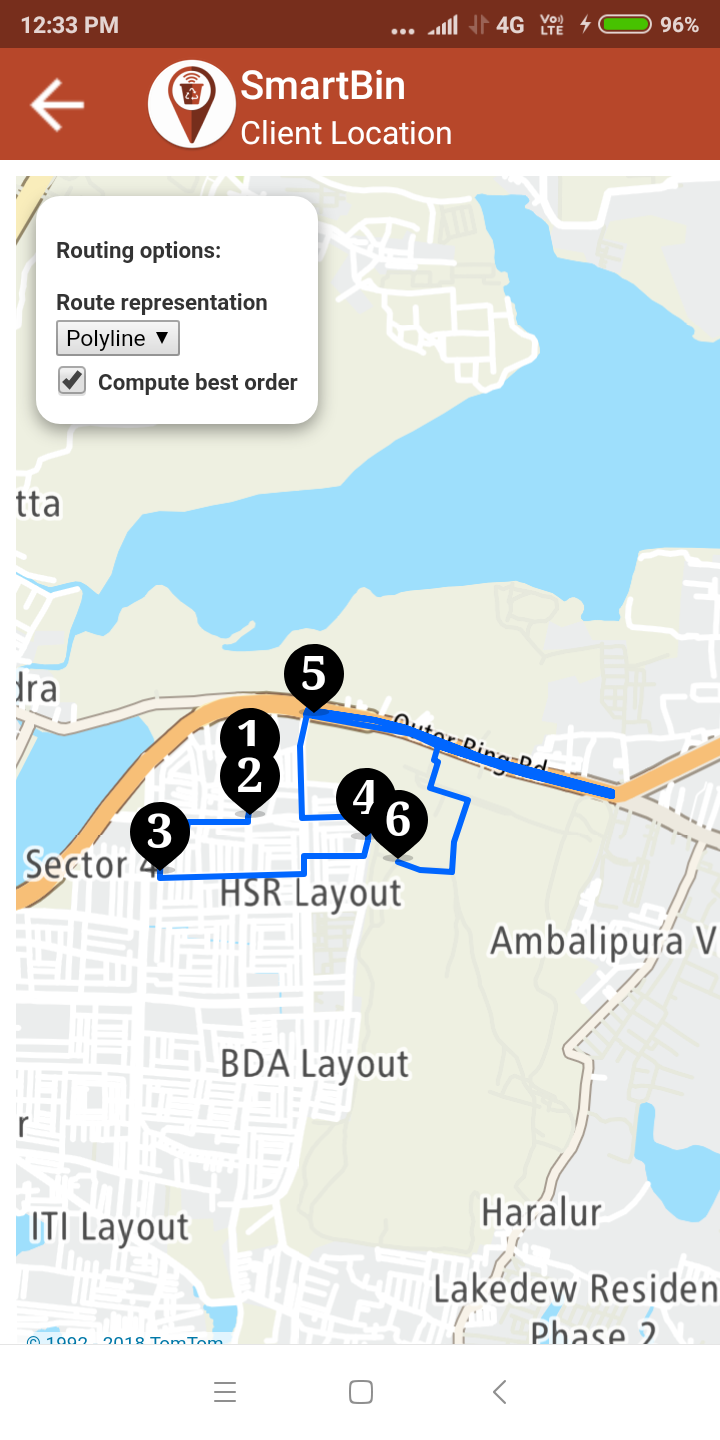 12:33 PM
4G
Vo))
LTE
96%
SmartBin
Client Location
Routing options:
Route representation
Polyline ▼
Compute best order
tta
dra
5
Outer Ring Rd
1
2
4
6
3
Sector 4
HSR Layout
Ambalipura V
BDA Layout
r
Haralur
ITI Layout
Lakedew Residen
Phase 2
© 1992 - 2018 TomTom